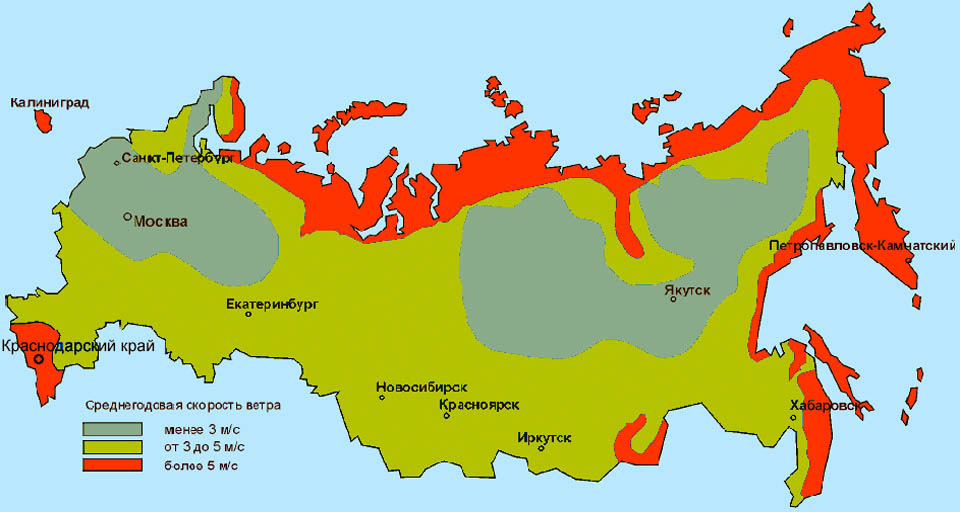 Калининград
Санкт-Петербург
Москва
Петропавловск-Камчатский
Якутск
Екатеринбург
Краснодарский край
Новосибирск
Красноярск
Хабаровск
Иркутск
Среднегодовая скорость ветра
менее 3 м/с
от 3 до 5 м/с
более 5 м/с